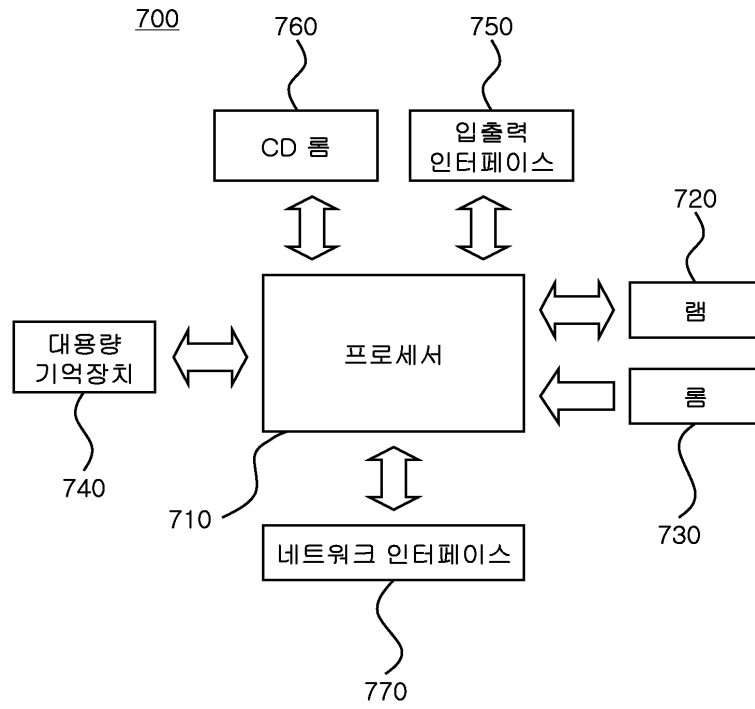 700
760
750
CD 롬
입출력
인터페이스
720
램
대용량
기억장치
프로세서
롬
740
710
730
네트워크 인터페이스
770